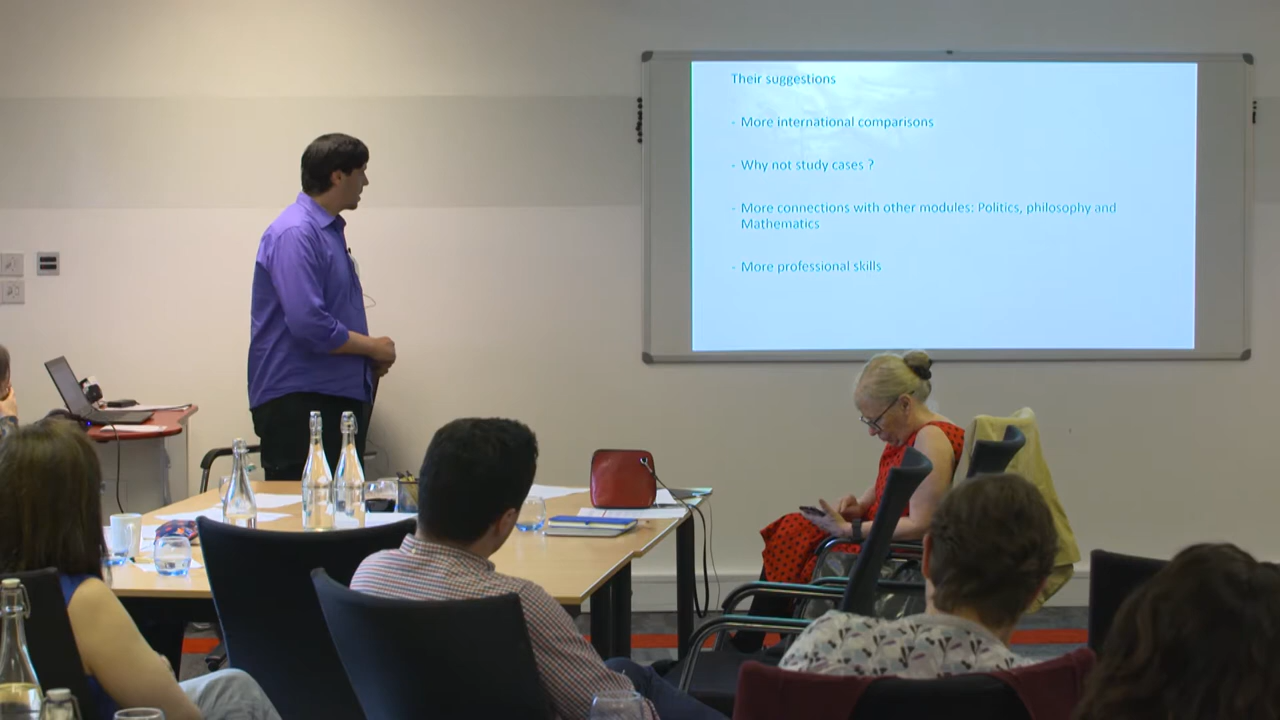 Their suggestions
- More international comparisons
- Why not study cases ?
- More connections with other modules: Politics, philosophy and
Mathematics
- More professional skills